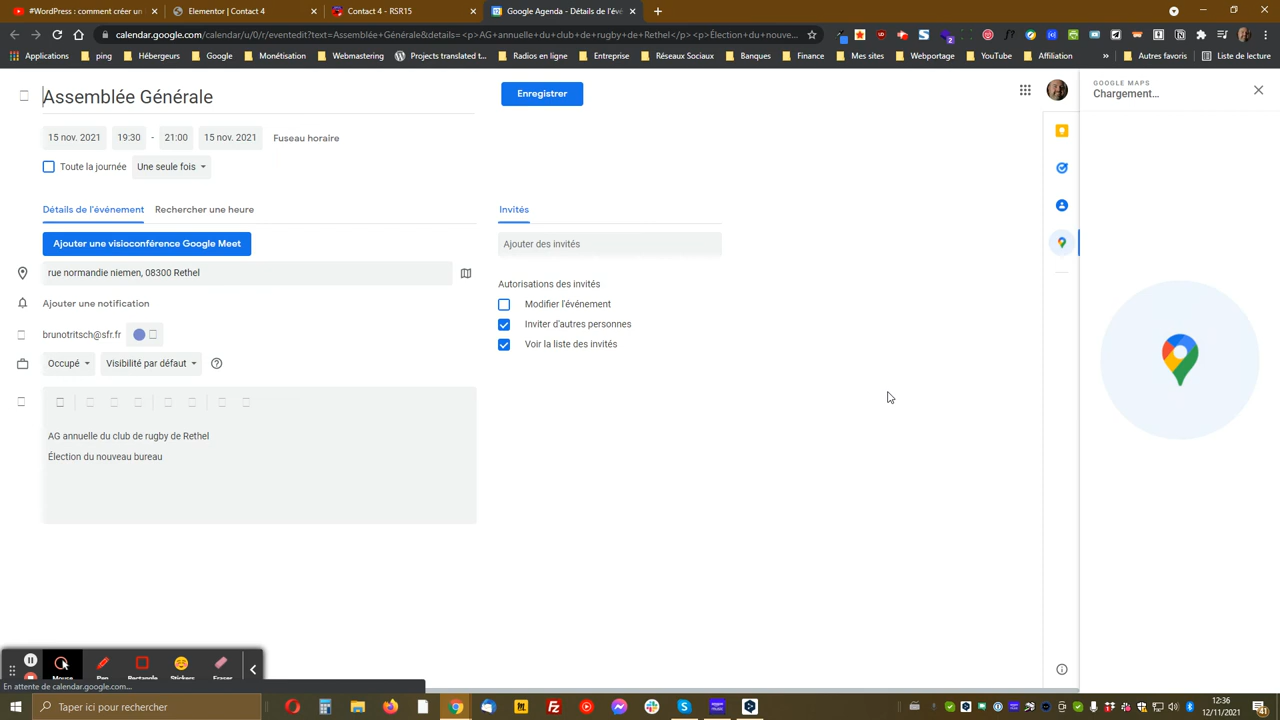 #WordPress : comment créer un
Elementor | Contact 4
Contact 4 - RSR15
Google Agenda - Détails de l'évé
calendar.google.com/calendar/u/0/r/eventedit?text=Assemblée+Générale&details=<p>AG+annuelle+du+club+de+rugby+de+Rethel</p><p>Élection+du+nouve...
Applications
ping
Hébergeurs
Google
Monétisation
Webmastering
Projects translated t...
Radios en ligne
Entreprise
Réseaux Sociaux
Banques
Finance
Mes sites
Webportage
YouTube
Affiliation
»
Autres favoris
Liste de lecture
Assemblée Générale
Enregistrer
GOOGLE MAPS
Chargement...
15 nov. 2021 19:30 - 21:00 15 nov. 2021 Fuseau horaire
Toute la journée Une seule fois
Détails de l'événement Rechercher une heure
Invités
Ajouter une visioconférence Google Meet
Ajouter des invités
rue normandie niemen, 08300 Rethel
Autorisations des invités
Ajouter une notification
Modifier l'événement
Inviter d'autres personnes
brunotritsch@sfr.fr
Voir la liste des invités
Occupé Visibilité par défaut
AG annuelle du club de rugby de Rethel
Élection du nouveau bureau
Mouse Pen Rectangle Stickers Eraser
En attente de calendar.google.com...
Taper ici pour rechercher
12:36
12/11/2021